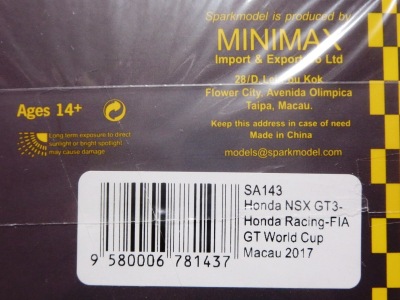 Sparkmodel is produced by
MINIMAX
Import & Export Co Ltd
28/D, Lei Hou Kok
Flower City, Avenida Olimpica
Taipa, Macau.
Keep this address in case of need
Made in China
models@sparkmodel.com
Ages 14+
Long term exposure to direct
sunlight or bright spotlight
may cause damage.
SA143
Honda NSX GT3-
Honda Racing-FIA
GT World Cup
Macau 2017
9 580006 781437